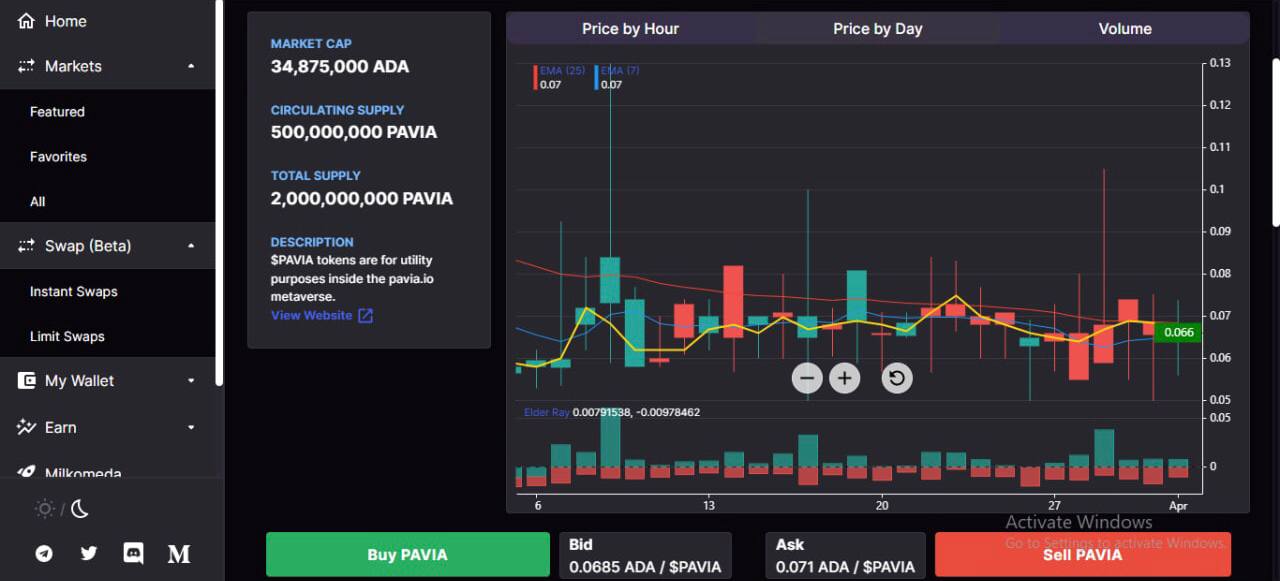 Home
Markets
Featured
Favorites
All
Swap (Beta)
Instant Swaps
Limit Swaps
My Wallet
Earn
Milkomeda
/
M
MARKET CAP
34,875,000 ADA
CIRCULATING SUPPLY
500,000,000 PAVIA
TOTAL SUPPLY
2,000,000,000 PAVIA
DESCRIPTION
$PAVIA tokens are for utility
purposes inside the pavia.io
metaverse.
View Website
Price by Hour
Price by Day
Volume
EMA (25)
0.07
EMA (7)
0.07
0.13
0.12
0.11
0.1
0.09
0.08
0.07
0.066
0.06
0.05
Elder Ray 0.00791538, -0.00978462
0.05
0
6
13
20
27
Apr
Activate Windows
Go to Settings to activate Windows.
Buy PAVIA
Bid
0.0685 ADA / $PAVIA
Ask
0.071 ADA / $PAVIA
Sell PAVIA